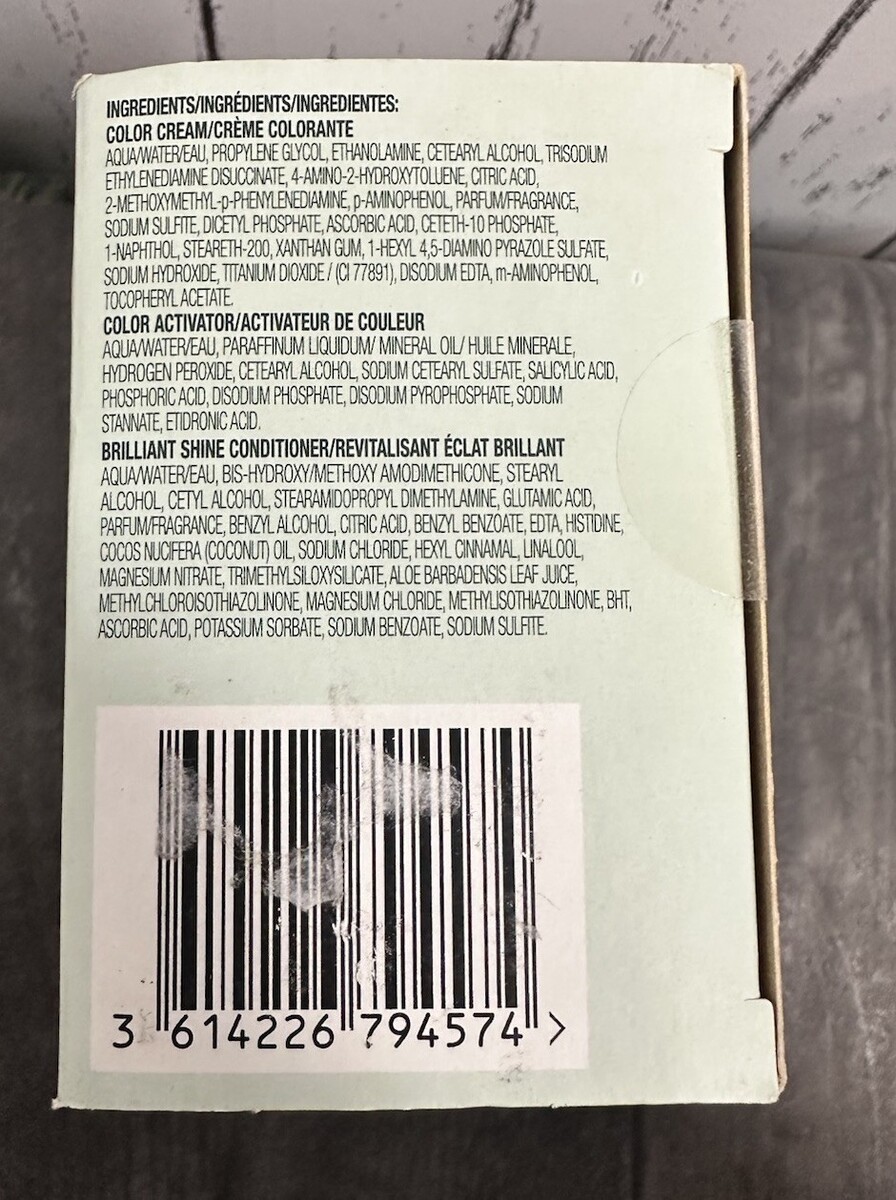 INGREDIENTS/INGRÉDIENTS/INGREDIENTES:
COLOR CREAM/CRÈME COLORANTE
AQUA/WATER/EAU, PROPYLENE GLYCOL, ETHANOLAMINE, CETEARYL ALCOHOL, TRISODIUM
ETHYLENEDIAMINE DISUCCINATE, 4-AMINO-2-HYDROXYTOLUENE, CITRIC ACID,
2-METHOXYMETHYL-p-PHENYLENEDIAMINE, p-AMINOPHENOL, PARFUM/FRAGRANCE,
SODIUM SULFITE, DICETYL PHOSPHATE, ASCORBIC ACID, CETETH-10 PHOSPHATE,
1-NAPHTHOL, STEARETH-200, XANTHAN GUM, 1-HEXYL 4,5-DIAMINO PYRAZOLE SULFATE,
SODIUM HYDROXIDE, TITANIUM DIOXIDE / (CI 77891), DISODIUM EDTA, m-AMINOPHENOL,
TOCOPHERYL ACETATE.
COLOR ACTIVATOR/ACTIVATEUR DE COULEUR
AQUA/WATER/EAU, PARAFFINUM LIQUIDUM/ MINERAL OIL/ HUILE MINERALE,
HYDROGEN PEROXIDE, CETEARYL ALCOHOL, SODIUM CETEARYL SULFATE, SALICYLIC ACID,
PHOSPHORIC ACID, DISODIUM PHOSPHATE, DISODIUM PYROPHOSPHATE, SODIUM
STANNATE, ETIDRONIC ACID.
BRILLIANT SHINE CONDITIONER/REVITALISANT ÉCLAT BRILLANT
AQUA/WATER/EAU, BIS-HYDROXY/METHOXY AMODIMETHICONE, STEARYL
ALCOHOL, CETYL ALCOHOL, STEARAMIDOPROPYL DIMETHYLAMINE, GLUTAMIC ACID,
PARFUM/FRAGRANCE, BENZYL ALCOHOL, CITRIC ACID, BENZYL BENZOATE, EDTA, HISTIDINE,
COCOS NUCIFERA (COCONUT) OIL, SODIUM CHLORIDE, HEXYL CINNAMAL, LINALOOL,
MAGNESIUM NITRATE, TRIMETHYLSILOXYSILICATE, ALOE BARBADENSIS LEAF JUICE,
METHYLCHLOROISOTHIAZOLINONE, MAGNESIUM CHLORIDE, METHYLISOTHIAZOLINONE, BHT,
ASCORBIC ACID, POTASSIUM SORBATE, SODIUM BENZOATE, SODIUM SULFITE.
3 614226 794574 >